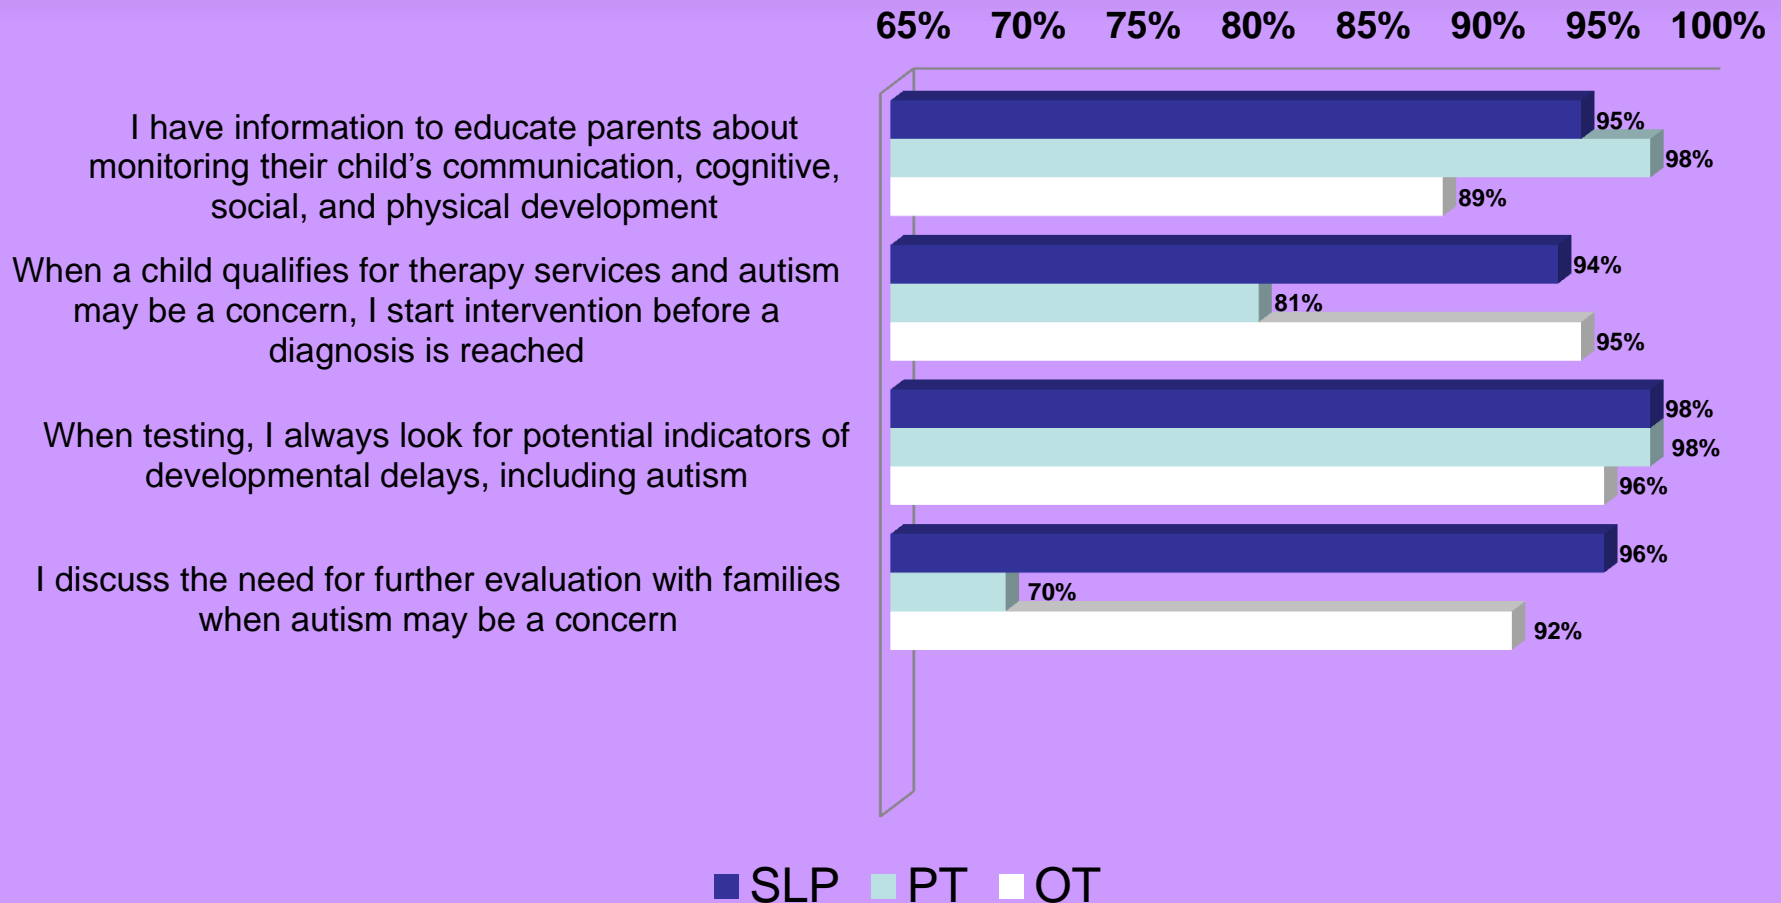 65% 70% 75% 80% 85% 90% 95% 100%
I have information to educate parents about
monitoring their child’s communication, cognitive,
social, and physical development
95%
98%
89%
When a child qualifies for therapy services and autism
may be a concern, I start intervention before a
diagnosis is reached
94%
81%
95%
When testing, I always look for potential indicators of
developmental delays, including autism
98%
98%
96%
I discuss the need for further evaluation with families
when autism may be a concern
96%
70%
92%
SLP PT OT